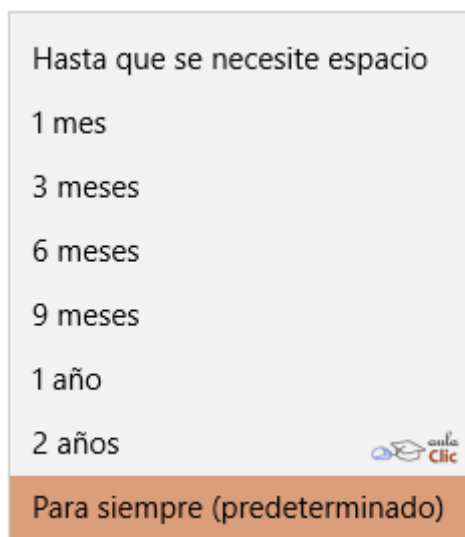 Hasta que se necesite espacio
1 mes
3 meses
6 meses
9 meses
1 año
2 años
aula
Clic
Para siempre (predeterminado)